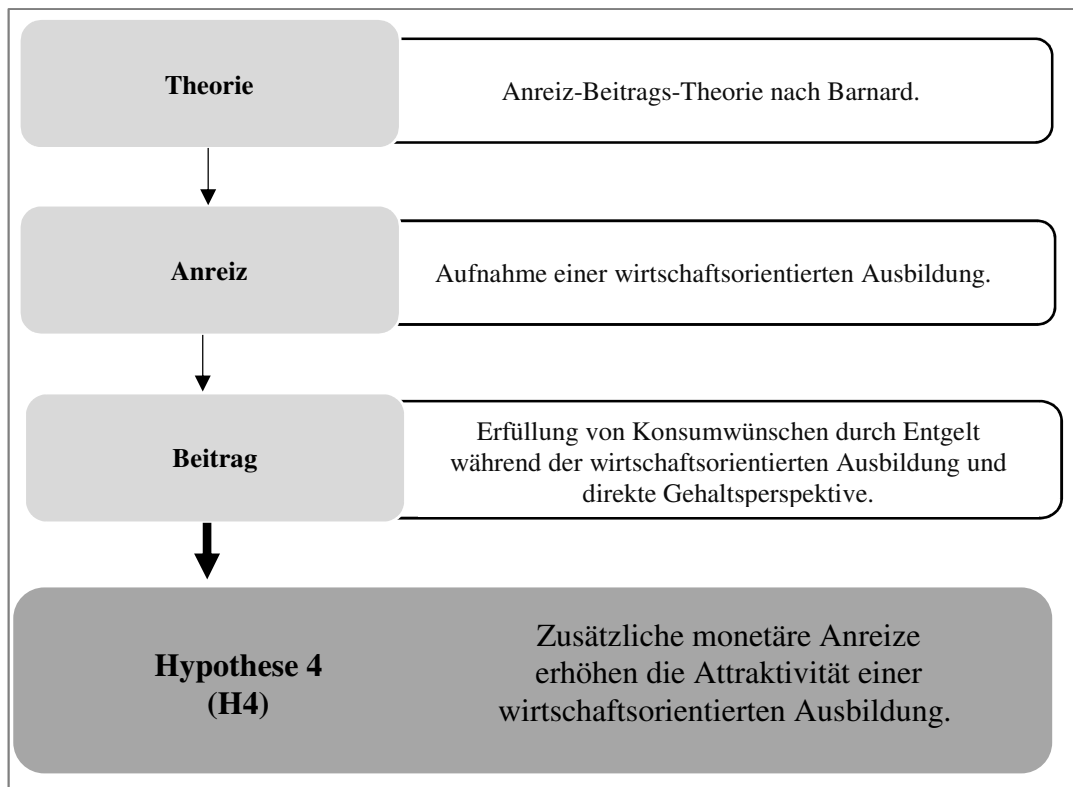 Theorie
Anreiz-Beitrags-Theorie nach Barnard.
Anreiz
Aufnahme einer wirtschaftsorientierten Ausbildung.
Beitrag
Erfüllung von Konsumwünschen durch Entgelt
während der wirtschaftsorientierten Ausbildung und
direkte Gehaltsperspektive.
Hypothese 4
(H4)
Zusätzliche monetäre Anreize
erhöhen die Attraktivität einer
wirtschaftsorientierten Ausbildung.